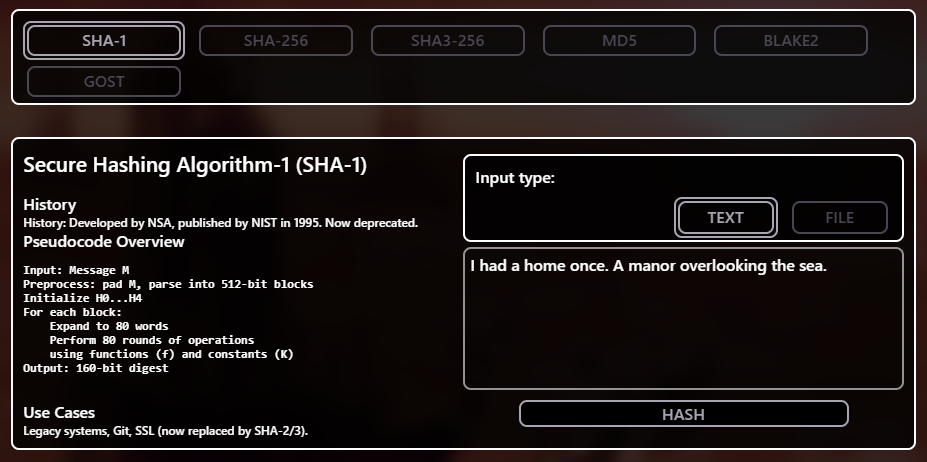 SHA-1
SHA-256
SHA3-256
MD5
BLAKE2
GOST
Secure Hashing Algorithm-1 (SHA-1)
History
History: Developed by NSA, published by NIST in 1995. Now deprecated.
Pseudocode Overview
Input: Message M
Preprocess: pad M, parse into 512-bit blocks
Initialize H0...H4
For each block:
    Expand to 80 words
    Perform 80 rounds of operations
    using functions (f) and constants (K)
Output: 160-bit digest
Use Cases
Legacy systems, Git, SSL (now replaced by SHA-2/3).
Input type:
TEXT
FILE
I had a home once. A manor overlooking the sea.
HASH